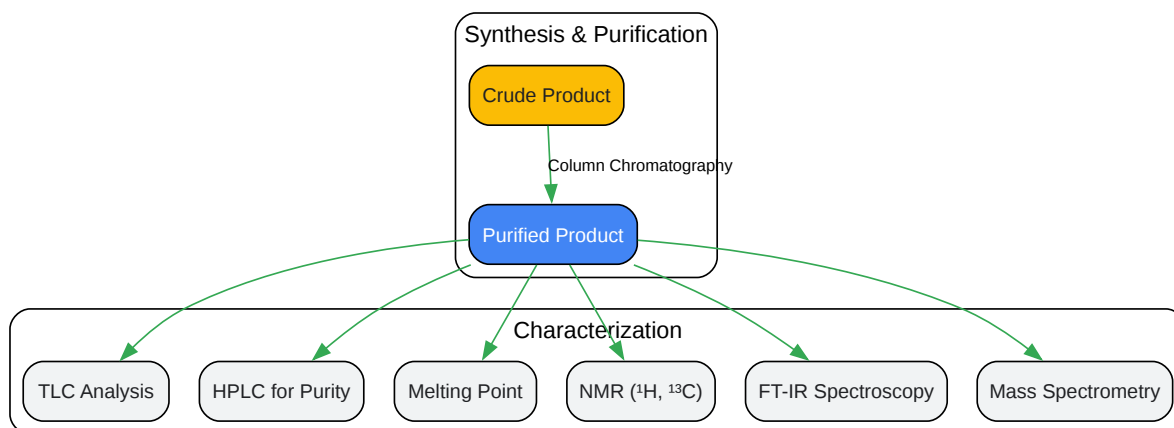 Synthesis & Purification
Crude Product
Column Chromatography
Purified Product
Characterization
TLC Analysis
HPLC for Purity
Melting Point
NMR (¹H, ¹³C)
FT-IR Spectroscopy
Mass Spectrometry